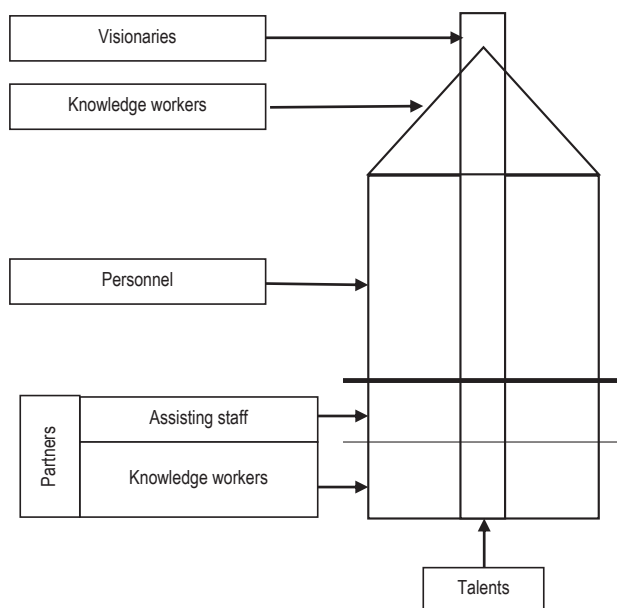 Visionaries
Knowledge workers
Personnel
Partners
Assisting staff
Knowledge workers
Talents